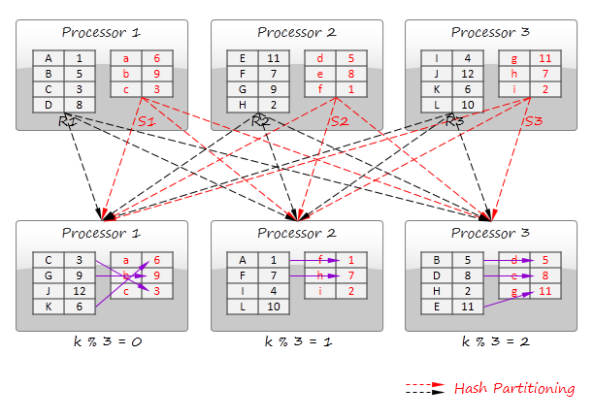 Processor 1 Processor 2 Processor 3
A 1 a 6 E 11 d 5 I 4 g 11
B 5 b 9 F 7 e 8 J 12 h 7
C 3 c 3 G 9 f 1 K 6 i 2
D 8 H 2 L 10
R1 S1 R2 S2 R3 S3
Processor 1 Processor 2 Processor 3
C 3 a 6 A 1 f 1 B 5 d 5
G 9 b 9 F 7 h 7 D 8 e 8
J 12 c 3 I 4 i 2 H 2 g 11
K 6 L 10 E 11
k % 3 = 0 k % 3 = 1 k % 3 = 2
Hash Partitioning